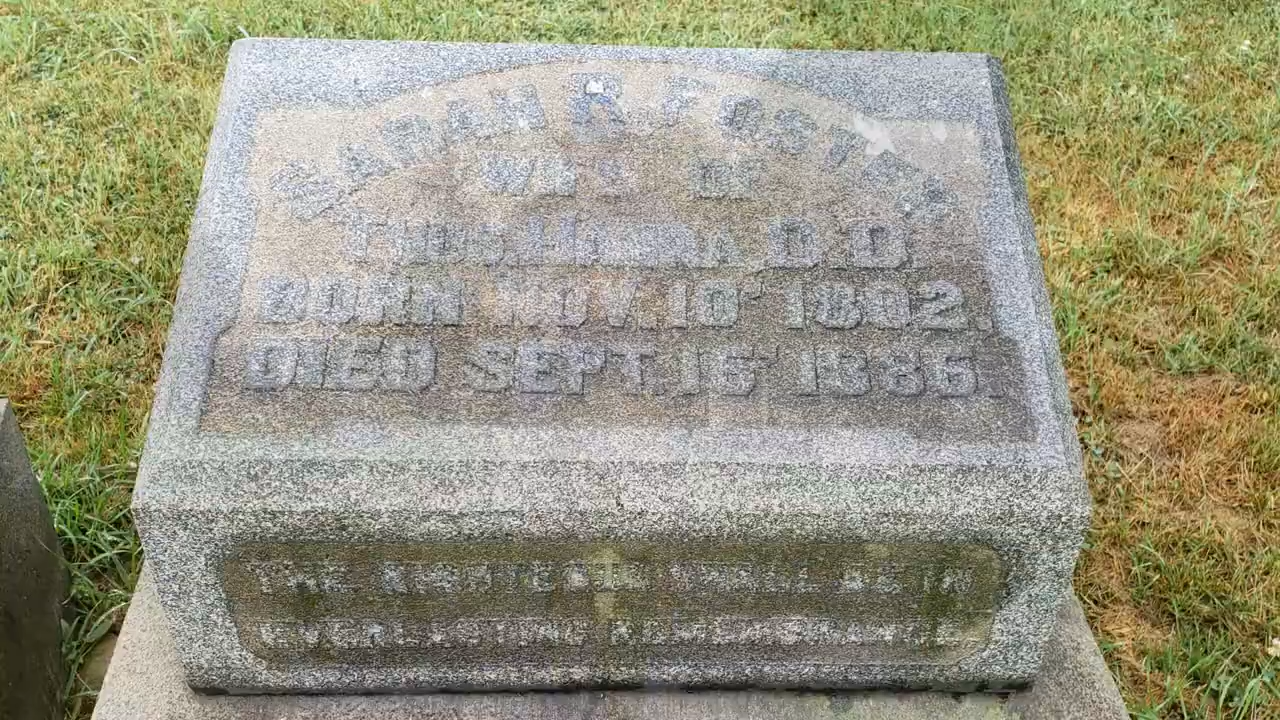 SARAH R. FOSTER
WIFE OF
THOS. HANNA D.D.
BORN NOV. 10 1802.
DIED SEPT. 16 1886.
THE RIGHTEOUS SHALL BE IN
EVERLASTING REMEMBRANCE.